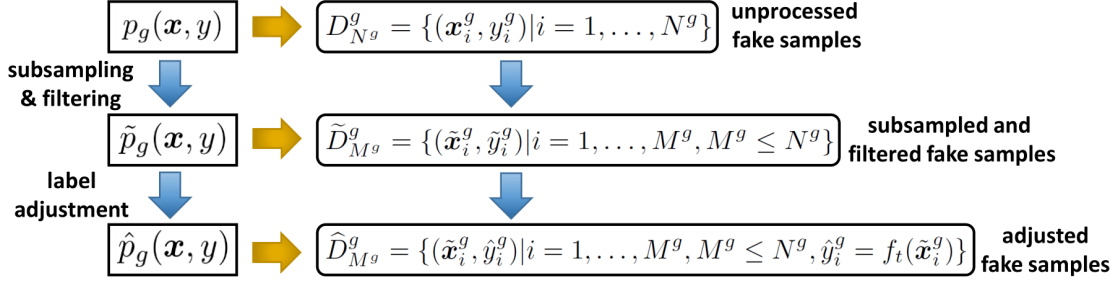 p_g(x, y)
D^g_{N^g} = {(x^g_i, y^g_i)|i = 1, . . . , N^g}
unprocessed
fake samples
subsampling
& filtering
p̃_g(x, y)
D̃^g_{M^g} = {(x̃^g_i, ỹ^g_i)|i = 1, . . . , M^g, M^g ≤ N^g}
subsampled and
filtered fake samples
label
adjustment
p̂_g(x, y)
D̂^g_{M^g} = {(x̃^g_i, ŷ^g_i)|i = 1, . . . , M^g, M^g ≤ N^g, ŷ^g_i = f_t(x̃^g_i)}
adjusted
fake samples